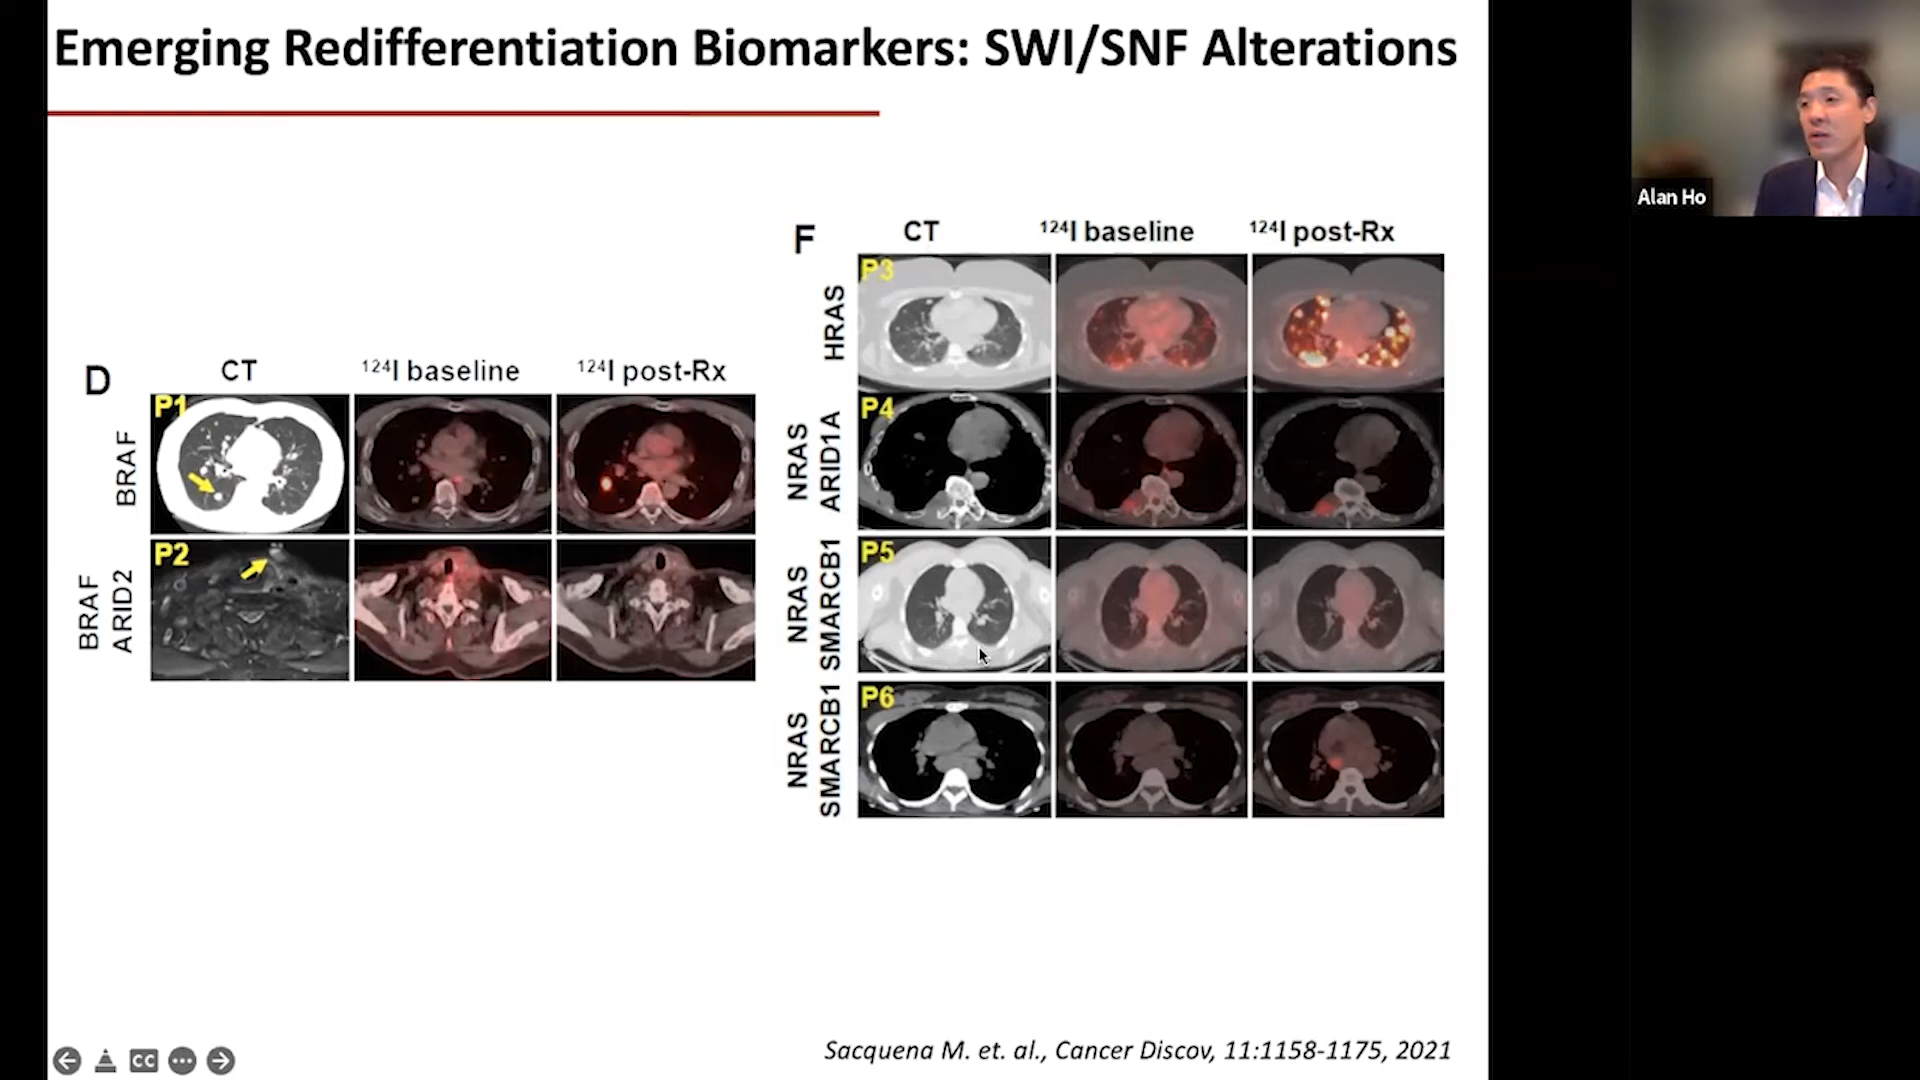 Emerging Redifferentiation Biomarkers: SWI/SNF Alterations
Alan Ho
D
CT
¹²⁴I baseline
¹²⁴I post-Rx
BRAF
P1
BRAF
ARID2
P2
F
CT
¹²⁴I baseline
¹²⁴I post-Rx
HRAS
P3
NRAS
ARID1A
P4
NRAS
SMARCB1
P5
NRAS
SMARCB1
P6
Sacquena M. et. al., Cancer Discov, 11:1158-1175, 2021
CC